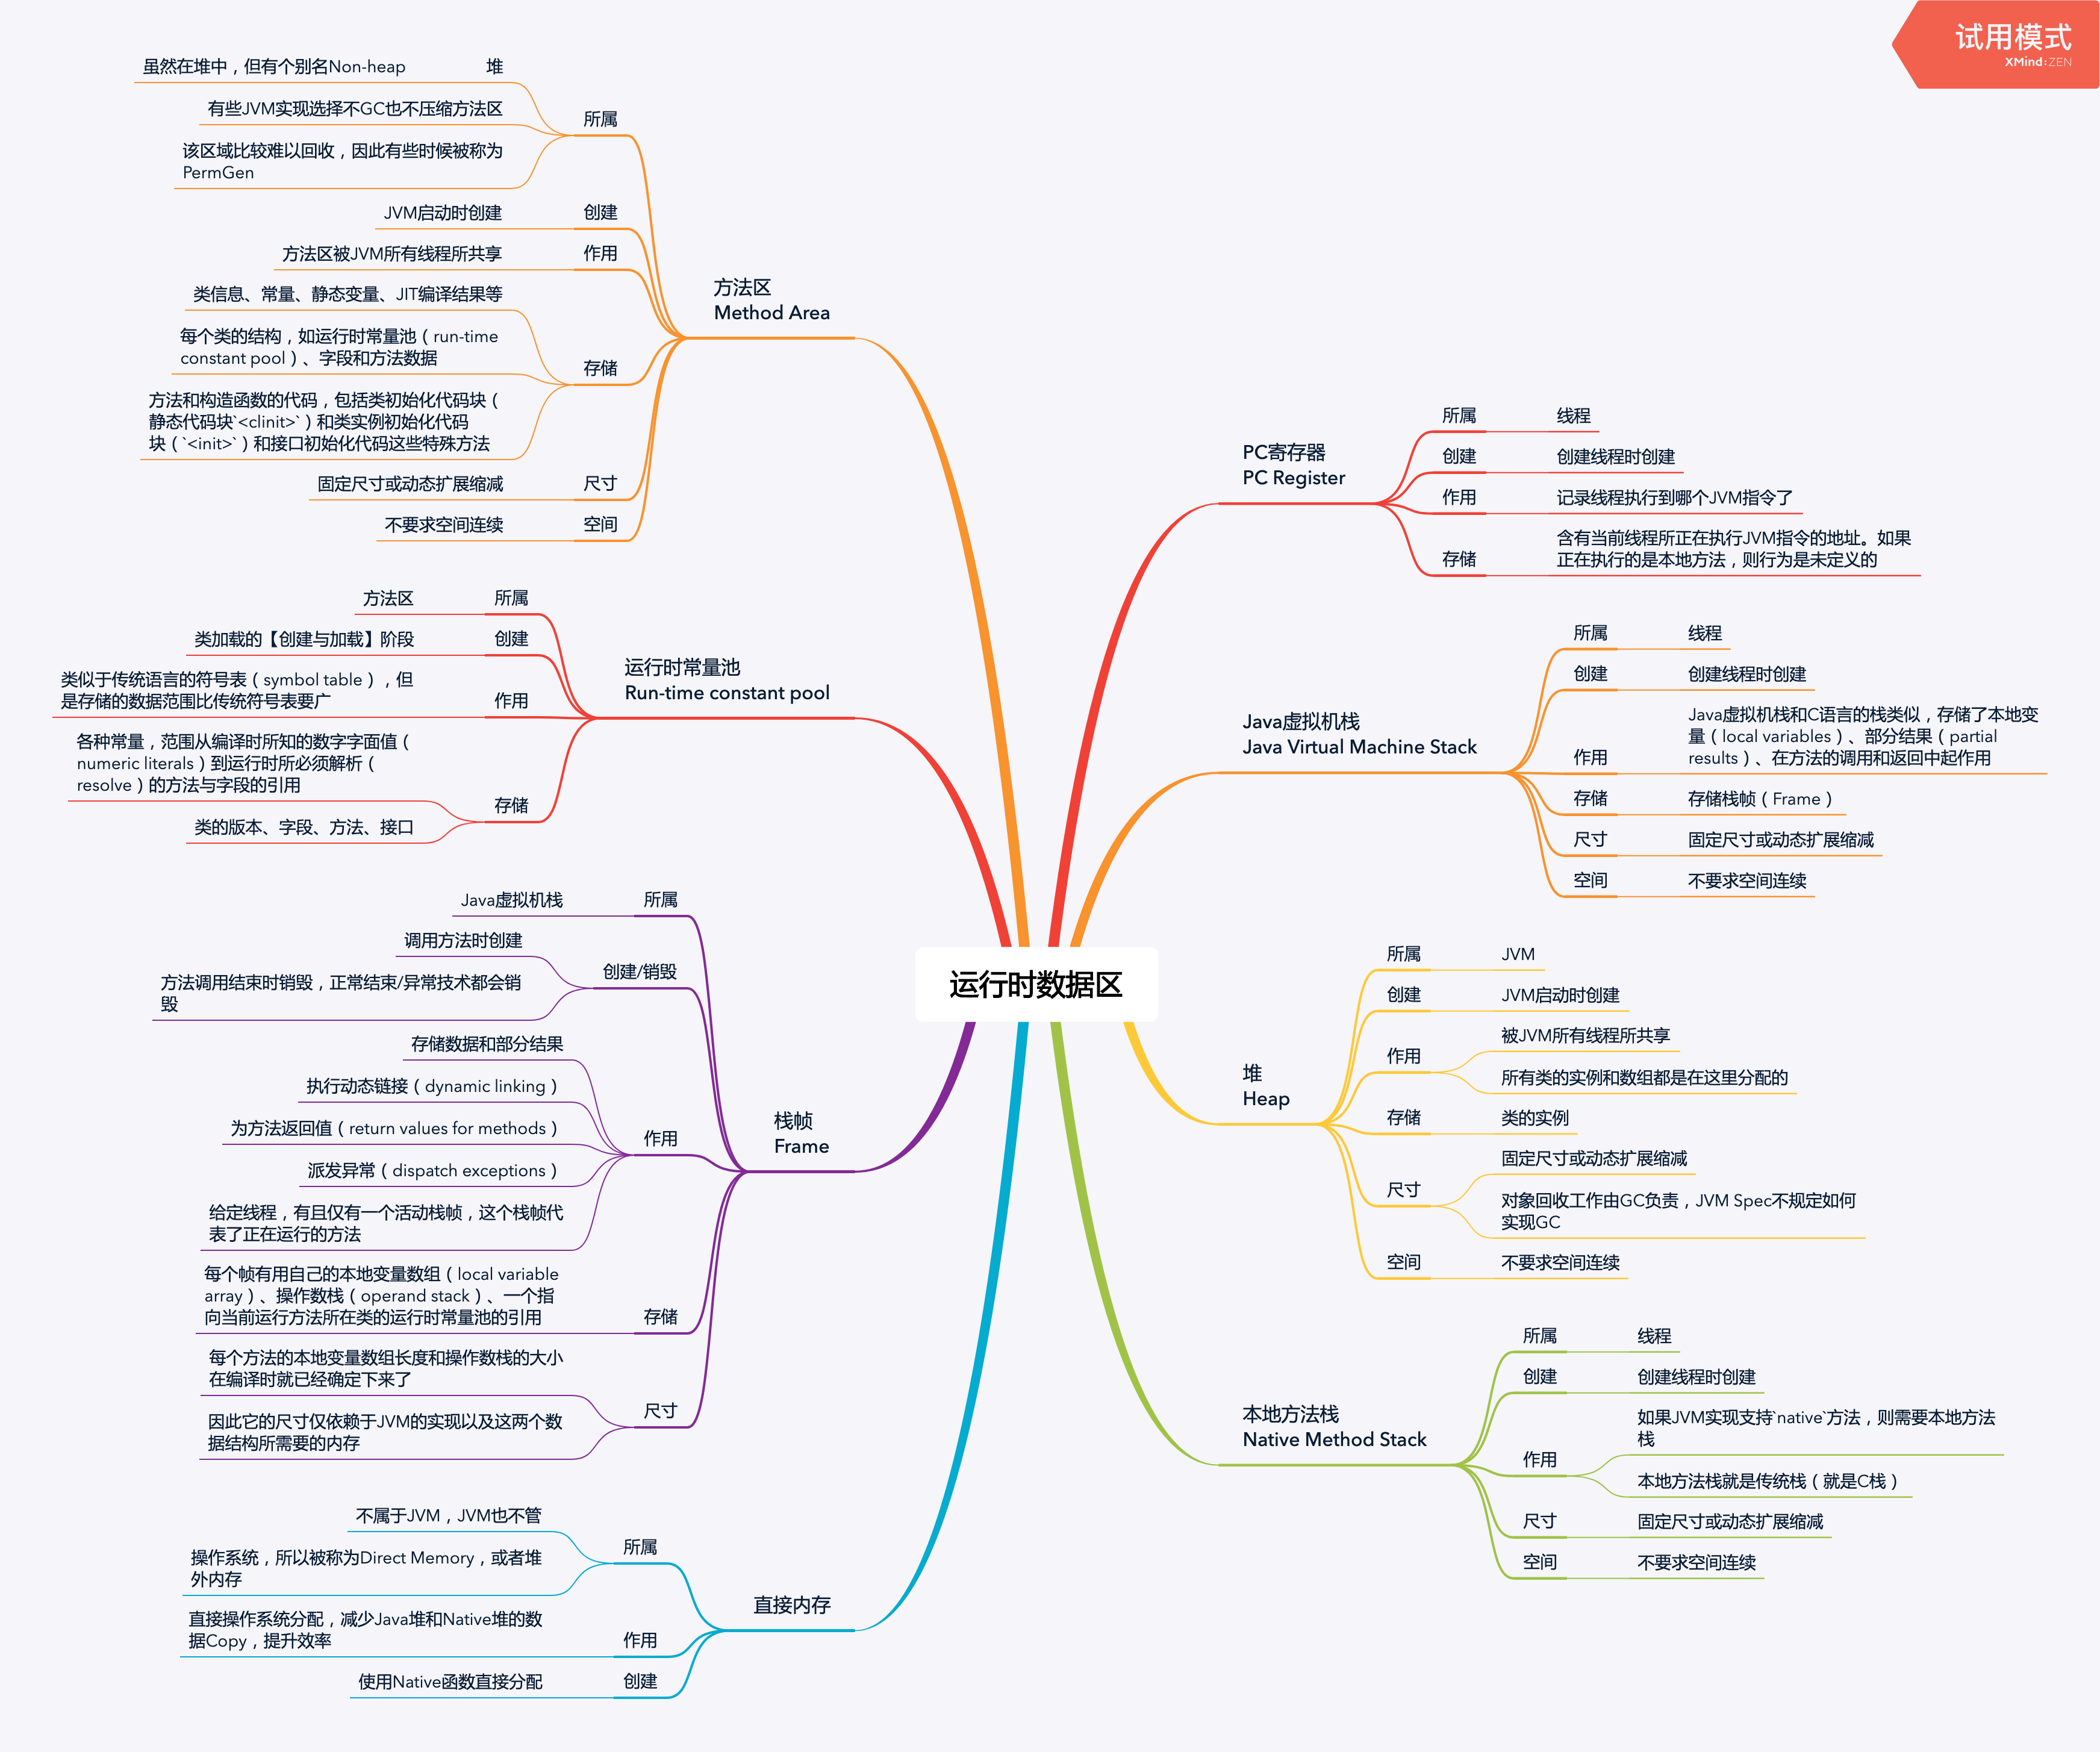 试用模式
XMind:ZEN
运行时数据区
PC寄存器
PC Register
所属
线程
创建
创建线程时创建
作用
记录线程执行到哪个JVM指令了
存储
含有当前线程所正在执行JVM指令的地址。如果
正在执行的是本地方法，则行为是未定义的
Java虚拟机栈
Java Virtual Machine Stack
所属
线程
创建
创建线程时创建
作用
Java虚拟机栈和C语言的栈类似，存储了本地变
量（local variables）、部分结果（partial
results）、在方法的调用和返回中起作用
存储
存储栈帧（Frame）
尺寸
固定尺寸或动态扩展缩减
空间
不要求空间连续
堆
Heap
所属
JVM
创建
JVM启动时创建
作用
被JVM所有线程所共享
所有类的实例和数组都是在这里分配的
存储
类的实例
尺寸
固定尺寸或动态扩展缩减
对象回收工作由GC负责，JVM Spec不规定如何
实现GC
空间
不要求空间连续
本地方法栈
Native Method Stack
所属
线程
创建
创建线程时创建
作用
如果JVM实现支持`native`方法，则需要本地方法
栈
本地方法栈就是传统栈（就是C栈）
尺寸
固定尺寸或动态扩展缩减
空间
不要求空间连续
方法区
Method Area
所属
堆
虽然在堆中，但有个别名Non-heap
有些JVM实现选择不GC也不压缩方法区
该区域比较难以回收，因此有些时候被称为
PermGen
创建
JVM启动时创建
作用
方法区被JVM所有线程所共享
存储
类信息、常量、静态变量、JIT编译结果等
每个类的结构，如运行时常量池（run-time
constant pool）、字段和方法数据
方法和构造函数的代码，包括类初始化代码块（
静态代码块`<clinit>`）和类实例初始化代码
块（`<init>`）和接口初始化代码这些特殊方法
尺寸
固定尺寸或动态扩展缩减
空间
不要求空间连续
运行时常量池
Run-time constant pool
所属
方法区
创建
类加载的【创建与加载】阶段
作用
类似于传统语言的符号表（symbol table），但
是存储的数据范围比传统符号表要广
存储
各种常量，范围从编译时所知的数字字面值（
numeric literals）到运行时所必须解析（
resolve）的方法与字段的引用
类的版本、字段、方法、接口
栈帧
Frame
所属
Java虚拟机栈
创建/销毁
调用方法时创建
方法调用结束时销毁，正常结束/异常技术都会销
毁
作用
存储数据和部分结果
执行动态链接（dynamic linking）
为方法返回值（return values for methods）
派发异常（dispatch exceptions）
给定线程，有且仅有一个活动栈帧，这个栈帧代
表了正在运行的方法
存储
每个帧有用自己的本地变量数组（local variable
array）、操作数栈（operand stack）、一个指
向当前运行方法所在类的运行时常量池的引用
尺寸
每个方法的本地变量数组长度和操作数栈的大小
在编译时就已经确定下来了
因此它的尺寸仅依赖于JVM的实现以及这两个数
据结构所需要的内存
直接内存
所属
不属于JVM，JVM也不管
操作系统，所以被称为Direct Memory，或者堆
外内存
作用
直接操作系统分配，减少Java堆和Native堆的数
据Copy，提升效率
创建
使用Native函数直接分配